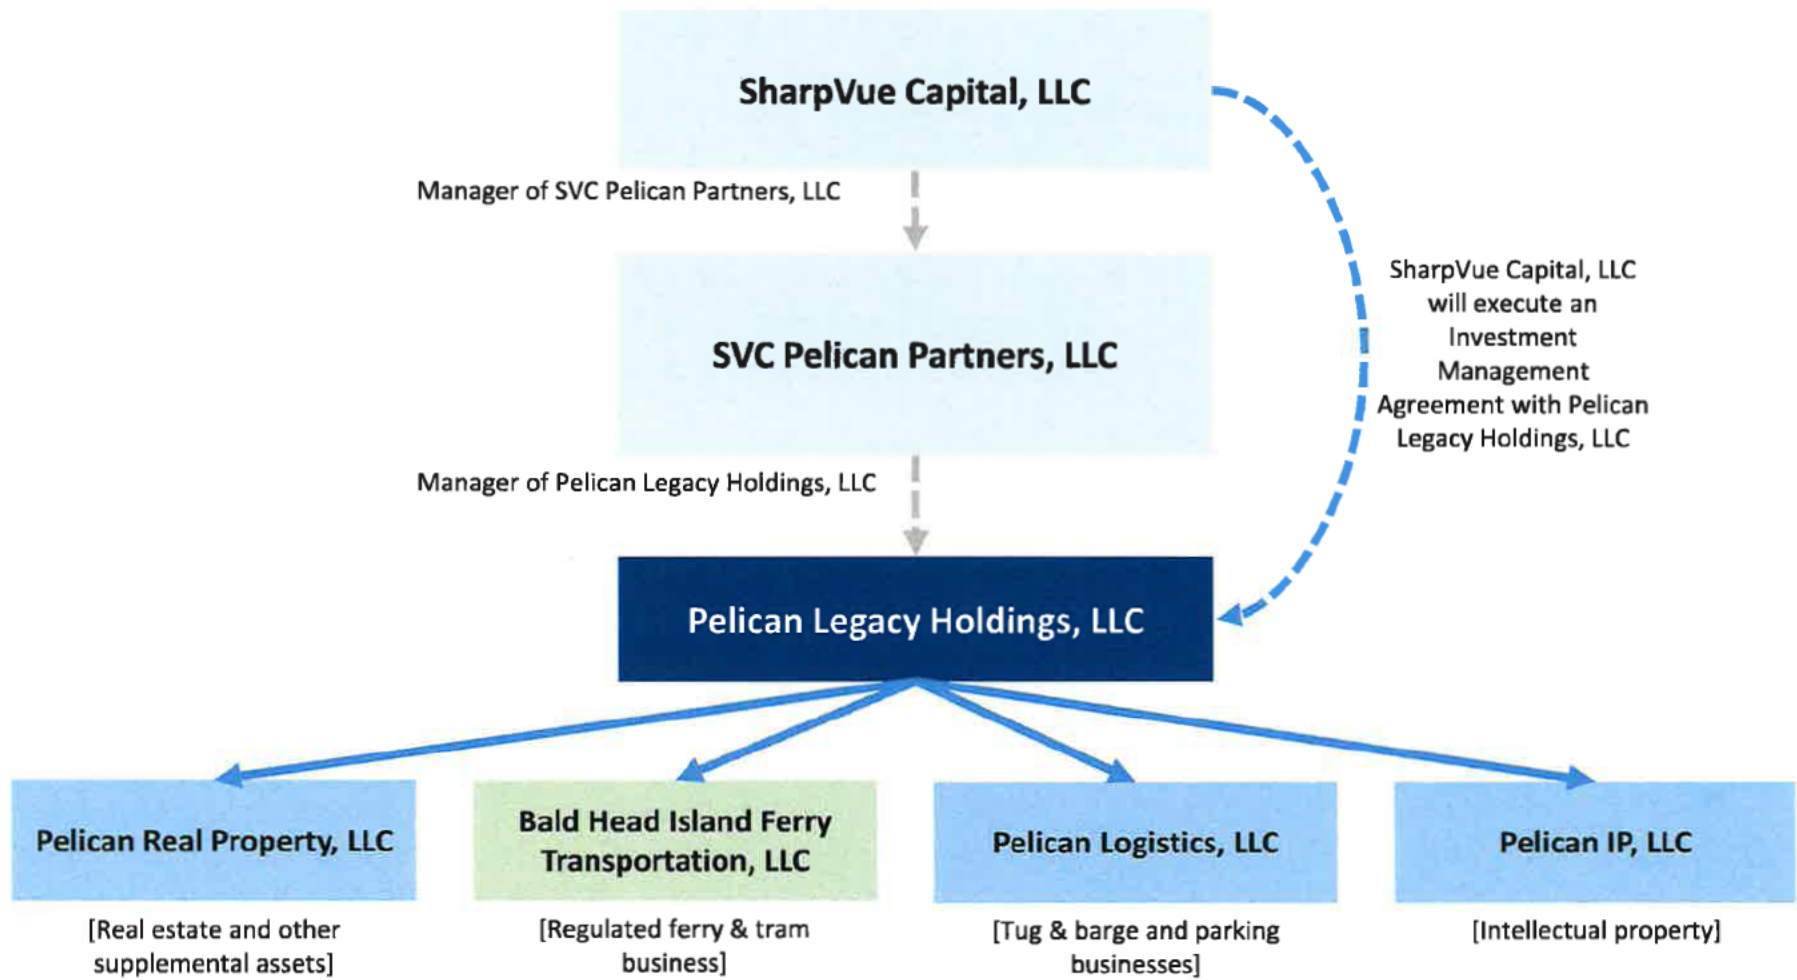 SharpVue Capital, LLC
Manager of SVC Pelican Partners, LLC
SVC Pelican Partners, LLC
SharpVue Capital, LLC
will execute an
Investment
Management
Agreement with Pelican
Legacy Holdings, LLC
Manager of Pelican Legacy Holdings, LLC
Pelican Legacy Holdings, LLC
Pelican Real Property, LLC
[Real estate and other
supplemental assets]
Bald Head Island Ferry
Transportation, LLC
[Regulated ferry & tram
business]
Pelican Logistics, LLC
[Tug & barge and parking
businesses]
Pelican IP, LLC
[Intellectual property]